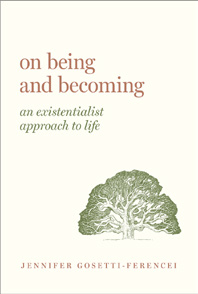 on being
and becoming
an existentialist
approach to life
JENNIFER GOSETTI-FERENCEI